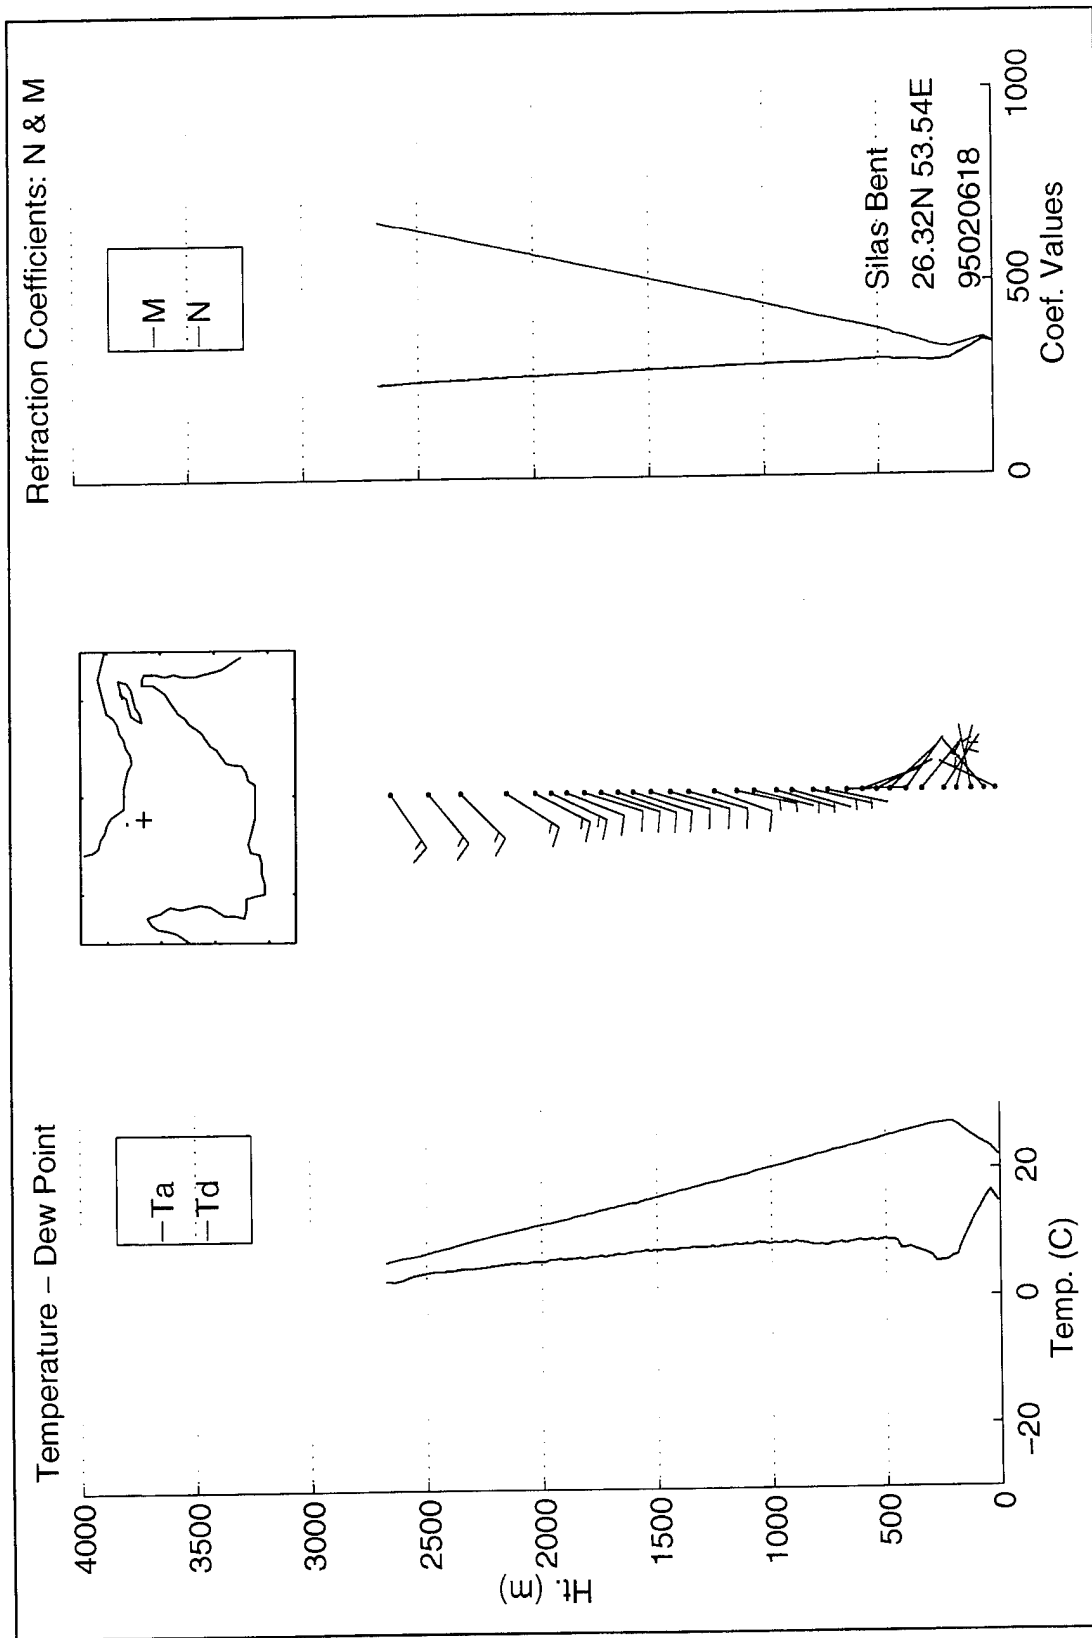 Temperature – Dew Point
Ta
Td
4000
3500
3000
2500
2000
1500
1000
500
0
Ht. (m)
–20
0
20
Temp. (C)
Refraction Coefficients: N & M
M
N
Silas Bent
26.32N 53.54E
95020618
0
500
1000
Coef. Values